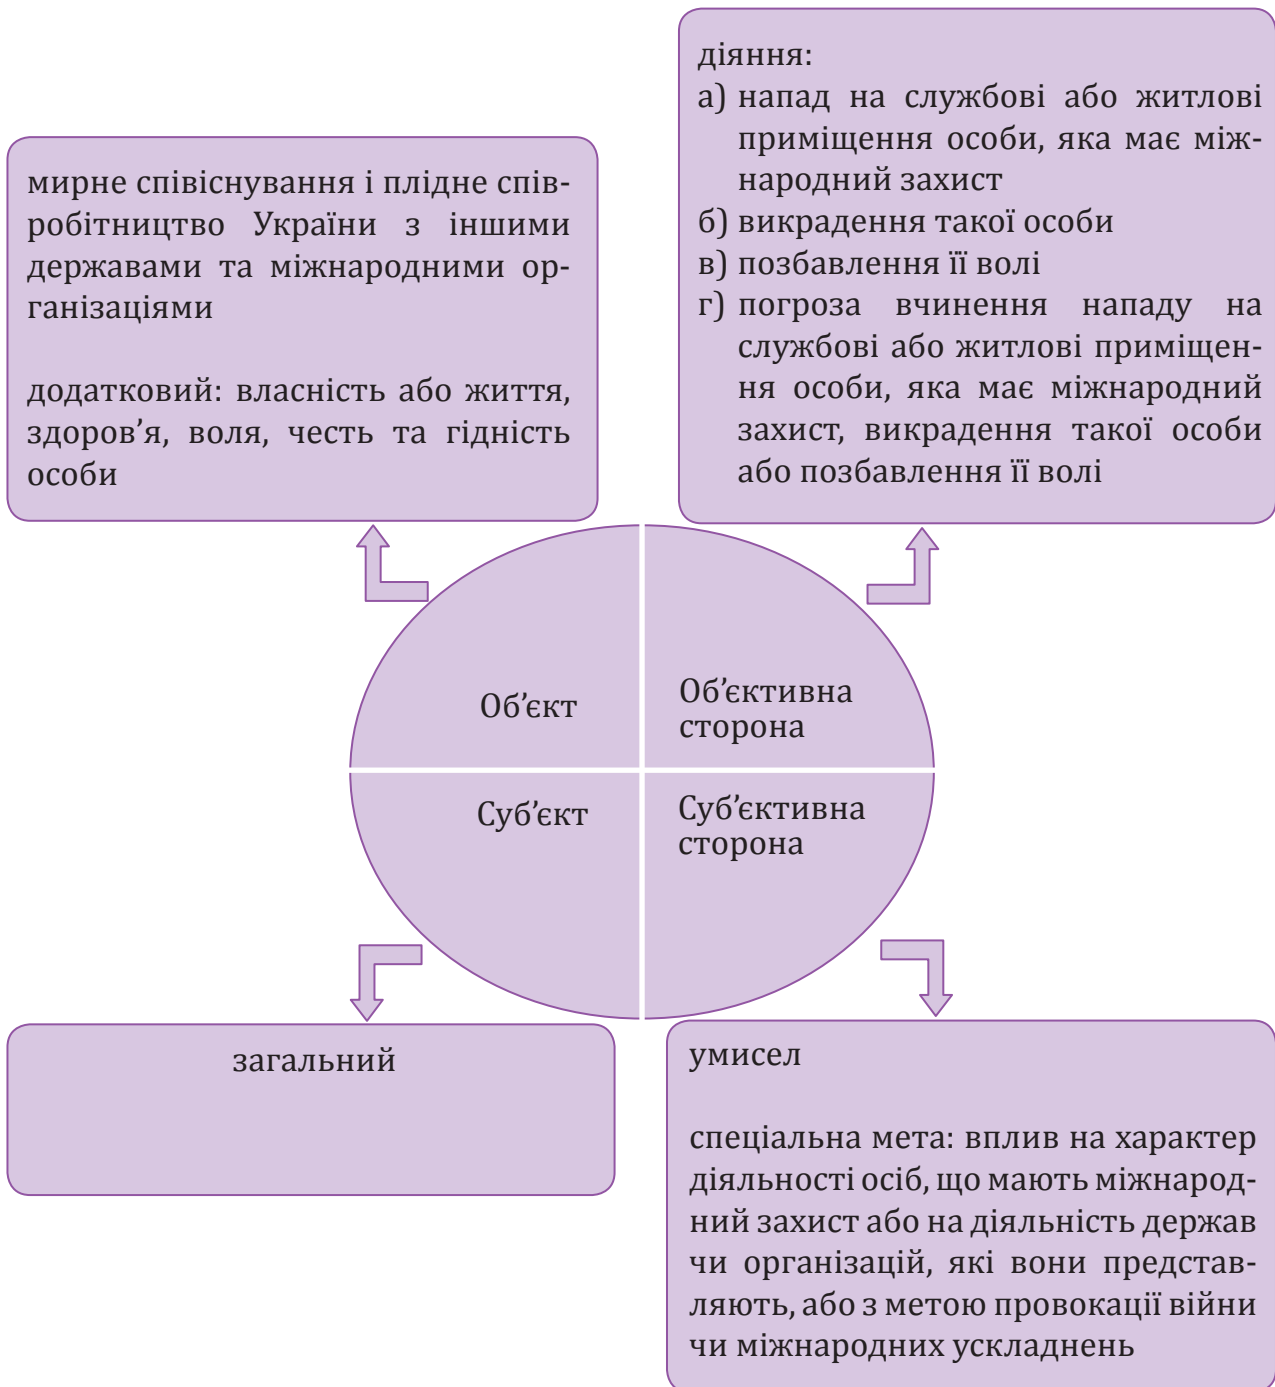 мирне співіснування і плідне спів-
робітництво України з іншими
державами та міжнародними ор-
ганізаціями
додатковий: власність або життя,
здоров’я, воля, честь та гідність
особи
діяння:
а) напад на службові або житлові
приміщення особи, яка має між-
народний захист
б) викрадення такої особи
в) позбавлення її волі
г) погроза вчинення нападу на
службові або житлові приміщен-
ня особи, яка має міжнародний
захист, викрадення такої особи
або позбавлення її волі
Об’єкт
Об’єктивна
сторона
Суб’єкт
Суб’єктивна
сторона
загальний
умисел
спеціальна мета: вплив на характер
діяльності осіб, що мають міжнарод-
ний захист або на діяльність держав
чи організацій, які вони представ-
ляють, або з метою провокації війни
чи міжнародних ускладнень